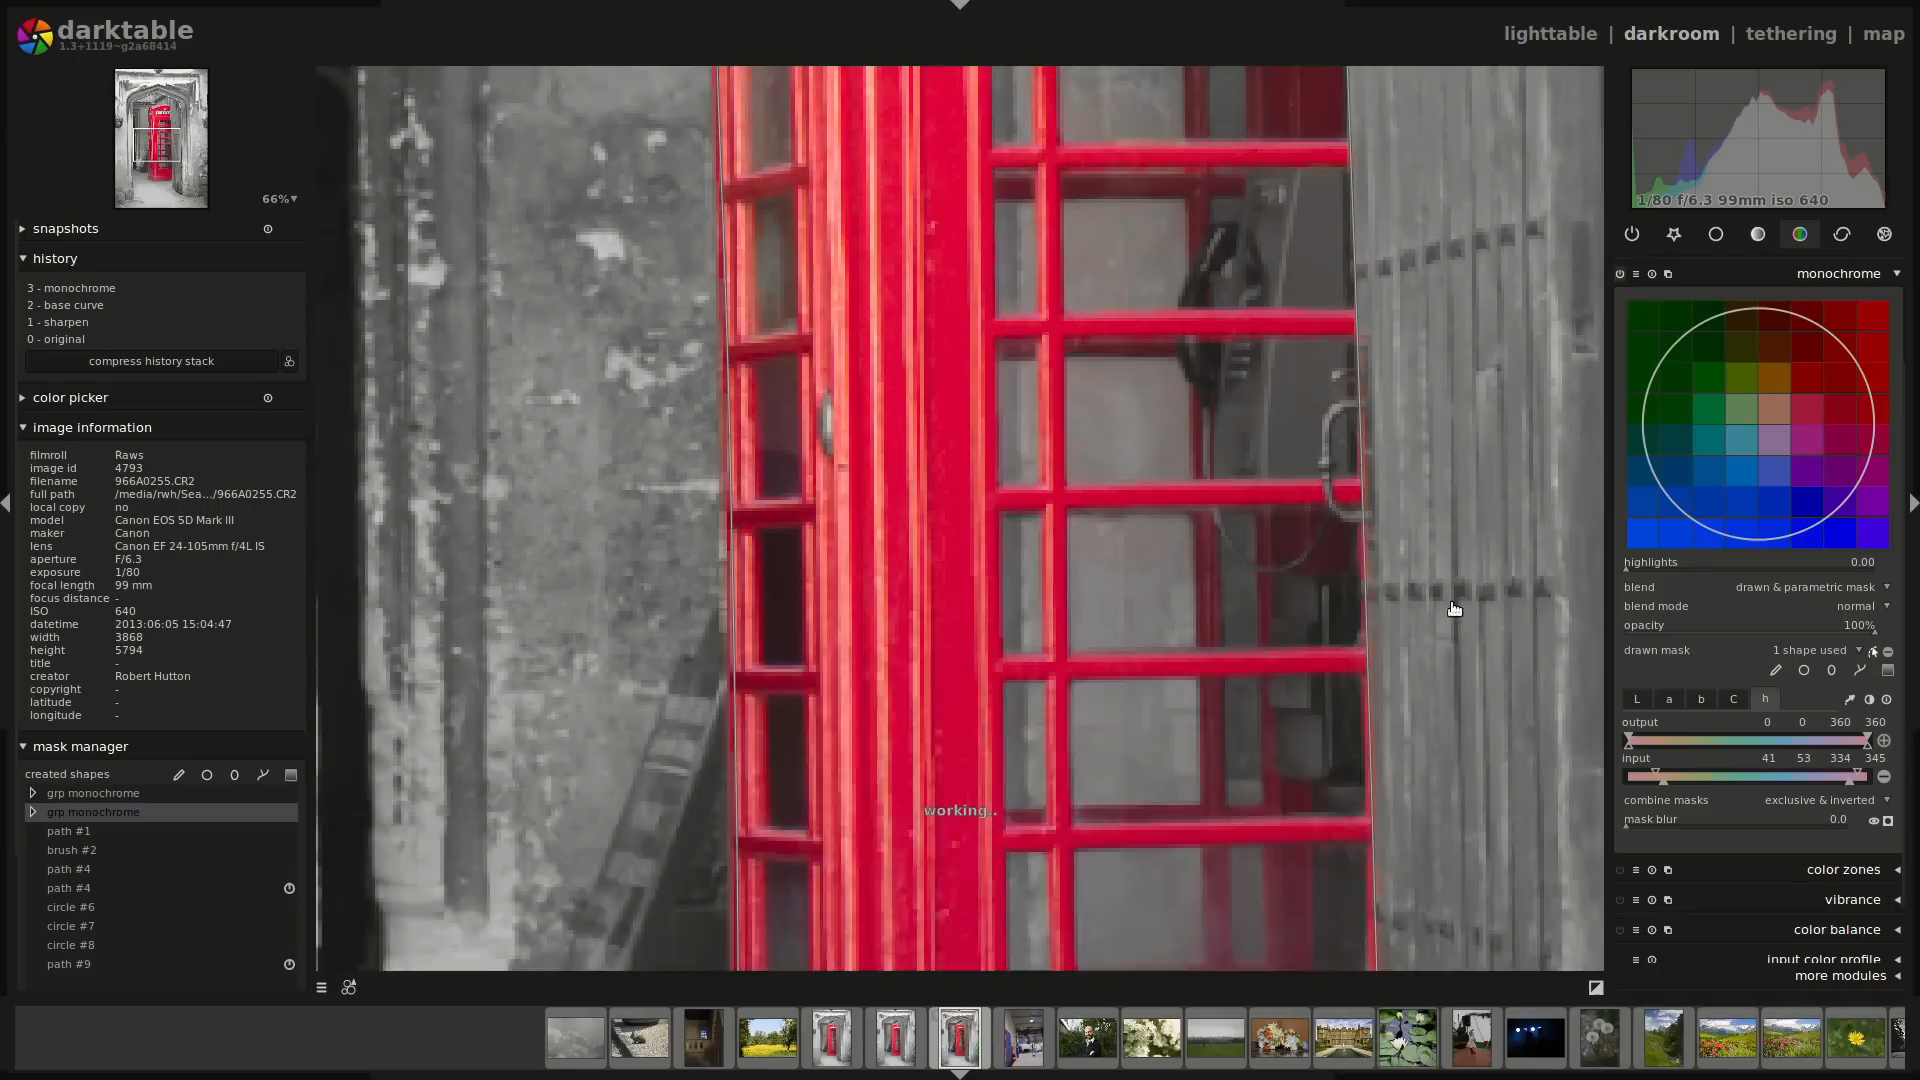 darktable
1.3+1119~g2a68414
lighttable | darkroom | tethering | map
66%
1/80 f/6.3 99mm iso 640
snapshots
history
3 - monochrome
2 - base curve
1 - sharpen
0 - original
compress history stack
color picker
image information
filmroll Raws
image id 4793
filename 966A0255.CR2
full path /media/rwh/Sea.../966A0255.CR2
local copy no
model Canon EOS 5D Mark III
maker Canon
lens Canon EF 24-105mm f/4L IS
aperture F/6.3
exposure 1/80
focal length 99 mm
focus distance -
ISO 640
datetime 2013:06:05 15:04:47
width 3868
height 5794
title -
creator Robert Hutton
copyright -
latitude -
longitude -
mask manager
created shapes
grp monochrome
grp monochrome
path #1
brush #2
path #4
path #4
circle #6
circle #7
circle #8
path #9
working..
monochrome
highlights 0.00
blend drawn & parametric mask
blend mode normal
opacity 100%
drawn mask 1 shape used
L a b C h
output 0 0 360 360
input 41 53 334 345
combine masks exclusive & inverted
mask blur 0.0
color zones
vibrance
color balance
input color profile
more modules